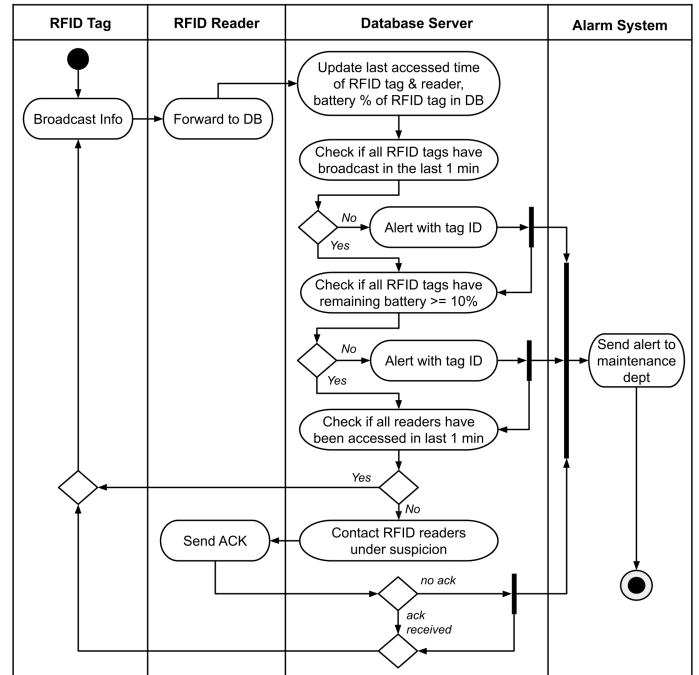 RFID Tag
RFID Reader
Database Server
Alarm System
Broadcast Info
Forward to DB
Update last accessed time
of RFID tag & reader,
battery % of RFID tag in DB
Check if all RFID tags have
broadcast in the last 1 min
No
Alert with tag ID
Yes
Check if all RFID tags have
remaining battery >= 10%
No
Alert with tag ID
Yes
Send alert to
maintenance
dept
Check if all readers have
been accessed in last 1 min
Yes
No
Send ACK
Contact RFID readers
under suspicion
no ack
ack
received